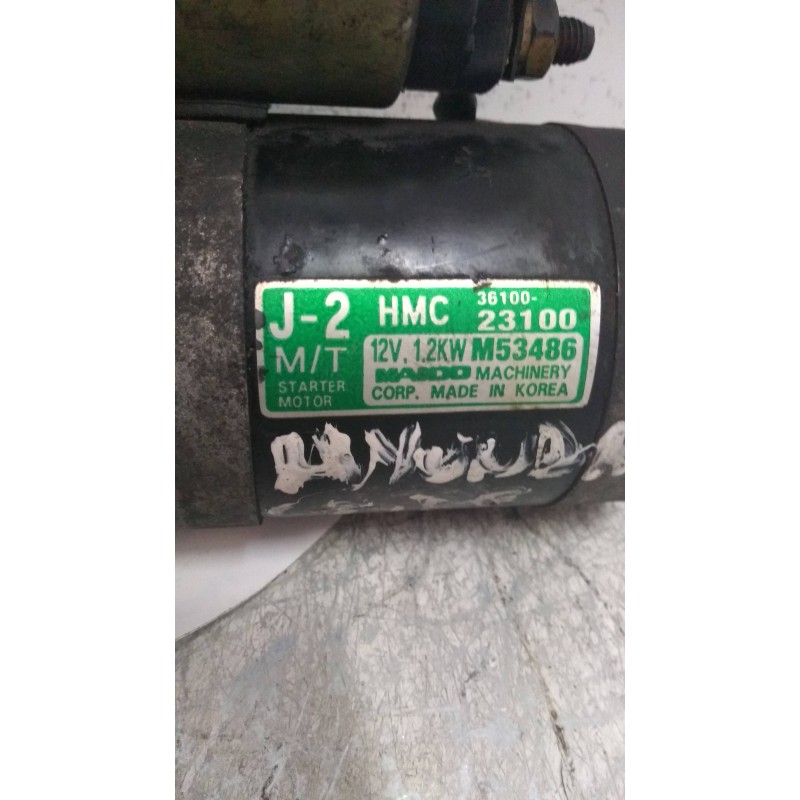 J-2 HMC 36100-
23100
M/T 12V, 1.2KW M53486
STARTER MANDO MACHINERY
MOTOR CORP. MADE IN KOREA